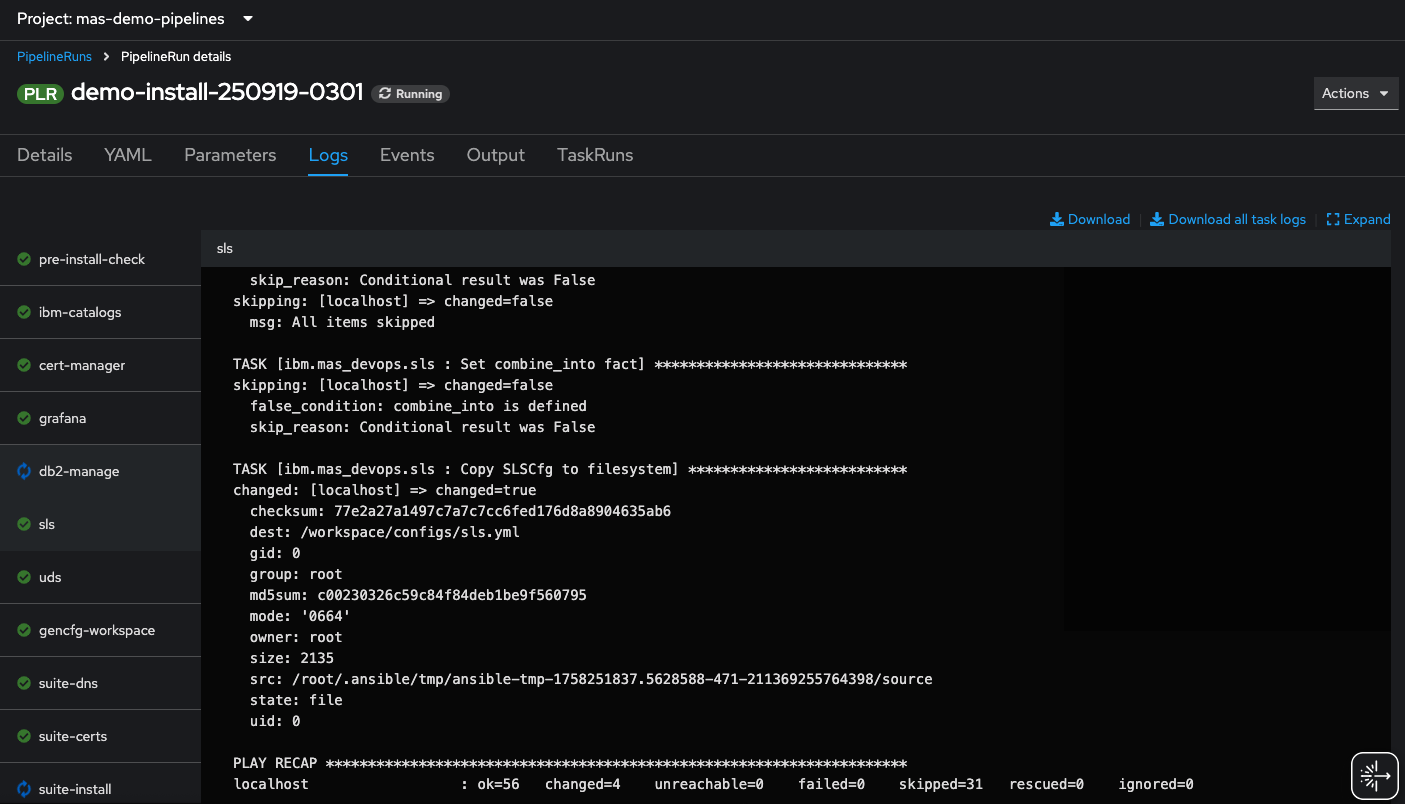 Project: mas-demo-pipelines
PipelineRuns > PipelineRun details
PLR demo-install-250919-0301 Running
Actions
Details YAML Parameters Logs Events Output TaskRuns
Download | Download all task logs | Expand
pre-install-check
ibm-catalogs
cert-manager
grafana
db2-manage
sls
uds
gencfg-workspace
suite-dns
suite-certs
suite-install
sls
skip_reason: Conditional result was False
skipping: [localhost] => changed=false
msg: All items skipped
TASK [ibm.mas_devops.sls : Set combine_into fact] ******************************
skipping: [localhost] => changed=false
false_condition: combine_into is defined
skip_reason: Conditional result was False
TASK [ibm.mas_devops.sls : Copy SLSCfg to filesystem] **************************
changed: [localhost] => changed=true
checksum: 77e2a27a1497c7a7c7cc6fed176d8a8904635ab6
dest: /workspace/configs/sls.yml
gid: 0
group: root
md5sum: c00230326c59c84f84deb1be9f560795
mode: '0664'
owner: root
size: 2135
src: /root/.ansible/tmp/ansible-tmp-1758251837.5628588-471-211369255764398/source
state: file
uid: 0
PLAY RECAP *********************************************************************
localhost : ok=56 changed=4 unreachable=0 failed=0 skipped=31 rescued=0 ignored=0